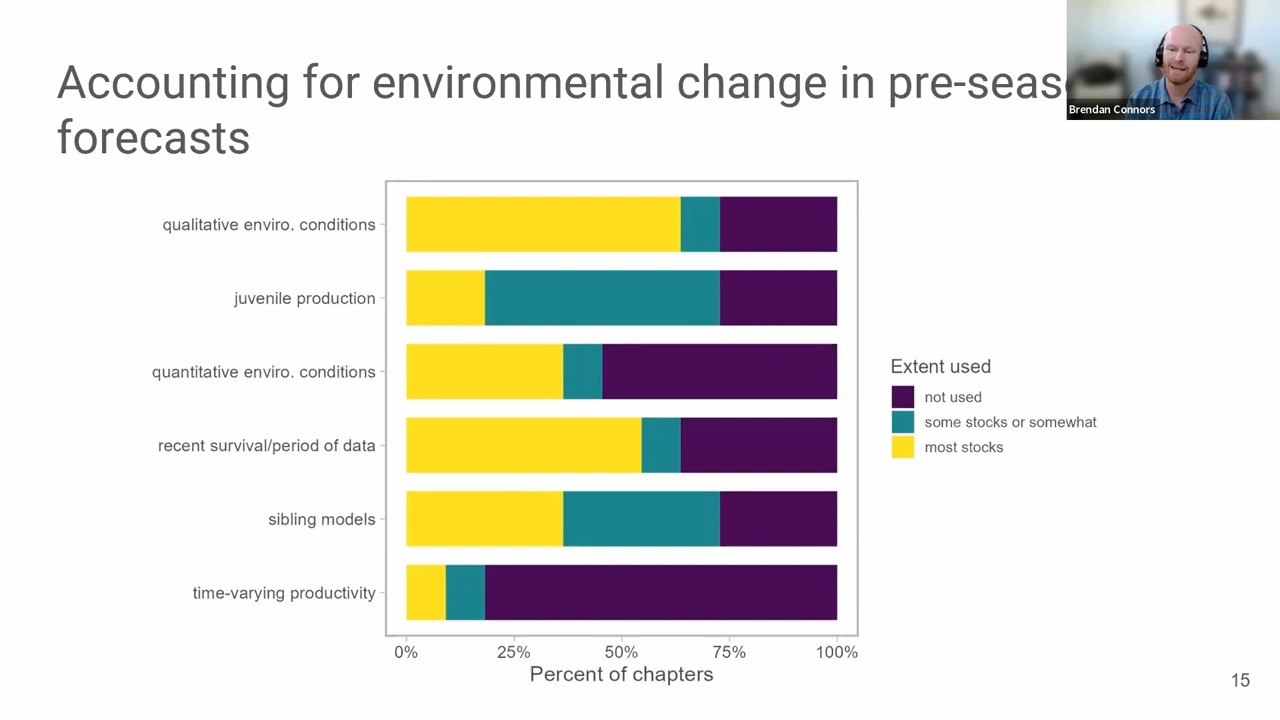 Accounting for environmental change in pre-seas
forecasts
Brendan Connors
qualitative enviro. conditions
juvenile production
quantitative enviro. conditions
recent survival/period of data
sibling models
time-varying productivity
0% 25% 50% 75% 100%
Percent of chapters
Extent used
not used
some stocks or somewhat
most stocks
15